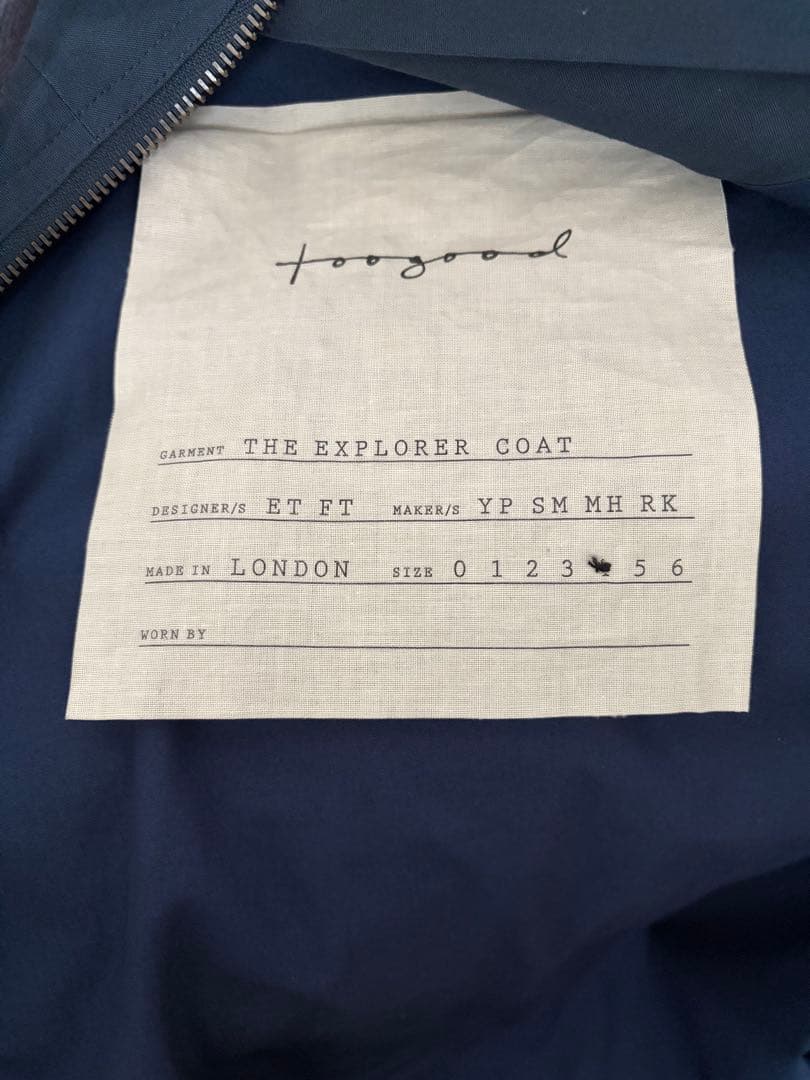 toogood
GARMENT THE EXPLORER COAT
DESIGNER/S ET FT MAKER/S YP SM MH RK
MADE IN LONDON SIZE 0 1 2 3 5 6
WORN BY